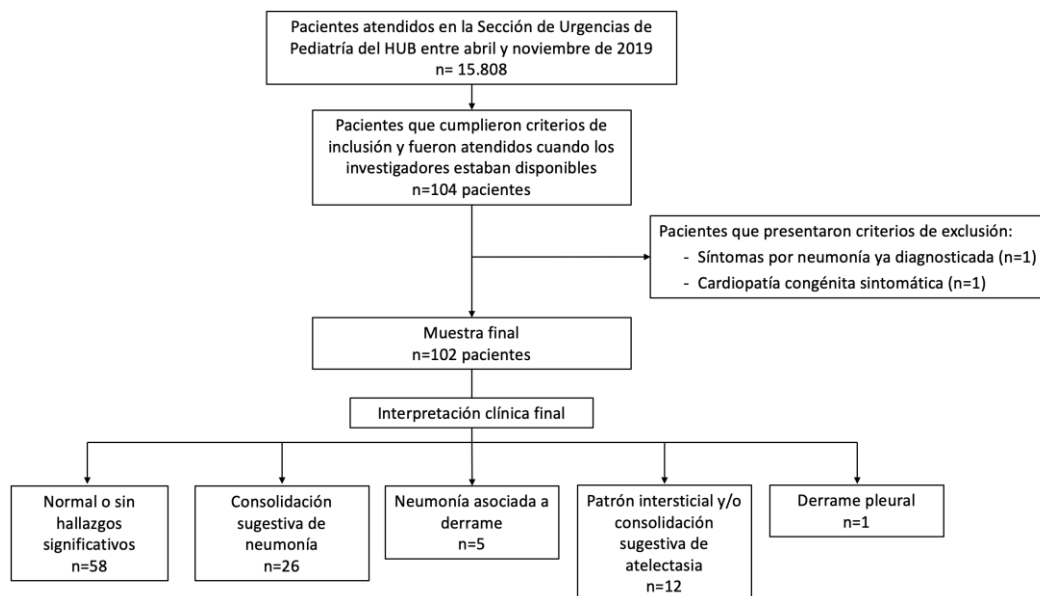 Pacientes atendidos en la Sección de Urgencias de
Pediatría del HUB entre abril y noviembre de 2019
n= 15.808
Pacientes que cumplieron criterios de
inclusión y fueron atendidos cuando los
investigadores estaban disponibles
n=104 pacientes
Pacientes que presentaron criterios de exclusión:
- Síntomas por neumonía ya diagnosticada (n=1)
- Cardiopatía congénita sintomática (n=1)
Muestra final
n=102 pacientes
Interpretación clínica final
Normal o sin
hallazgos
significativos
n=58
Consolidación
sugestiva de
neumonía
n=26
Neumonía asociada a
derrame
n=5
Patrón intersticial y/o
consolidación
sugestiva de
atelectasia
n=12
Derrame pleural
n=1